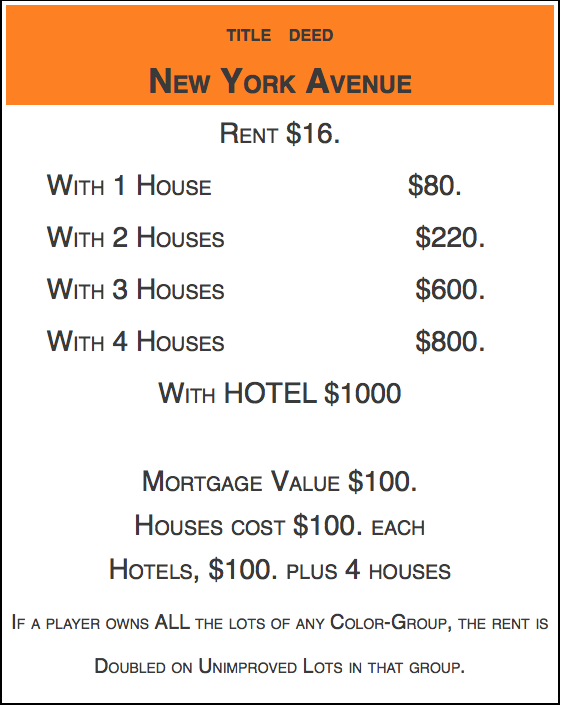 TITLE DEED
NEW YORK AVENUE
RENT $16.
WITH 1 HOUSE $80.
WITH 2 HOUSES $220.
WITH 3 HOUSES $600.
WITH 4 HOUSES $800.
WITH HOTEL $1000
MORTGAGE VALUE $100.
HOUSES COST $100. EACH
HOTELS, $100. PLUS 4 HOUSES
IF A PLAYER OWNS ALL THE LOTS OF ANY COLOR-GROUP, THE RENT IS
DOUBLED ON UNIMPROVED LOTS IN THAT GROUP.